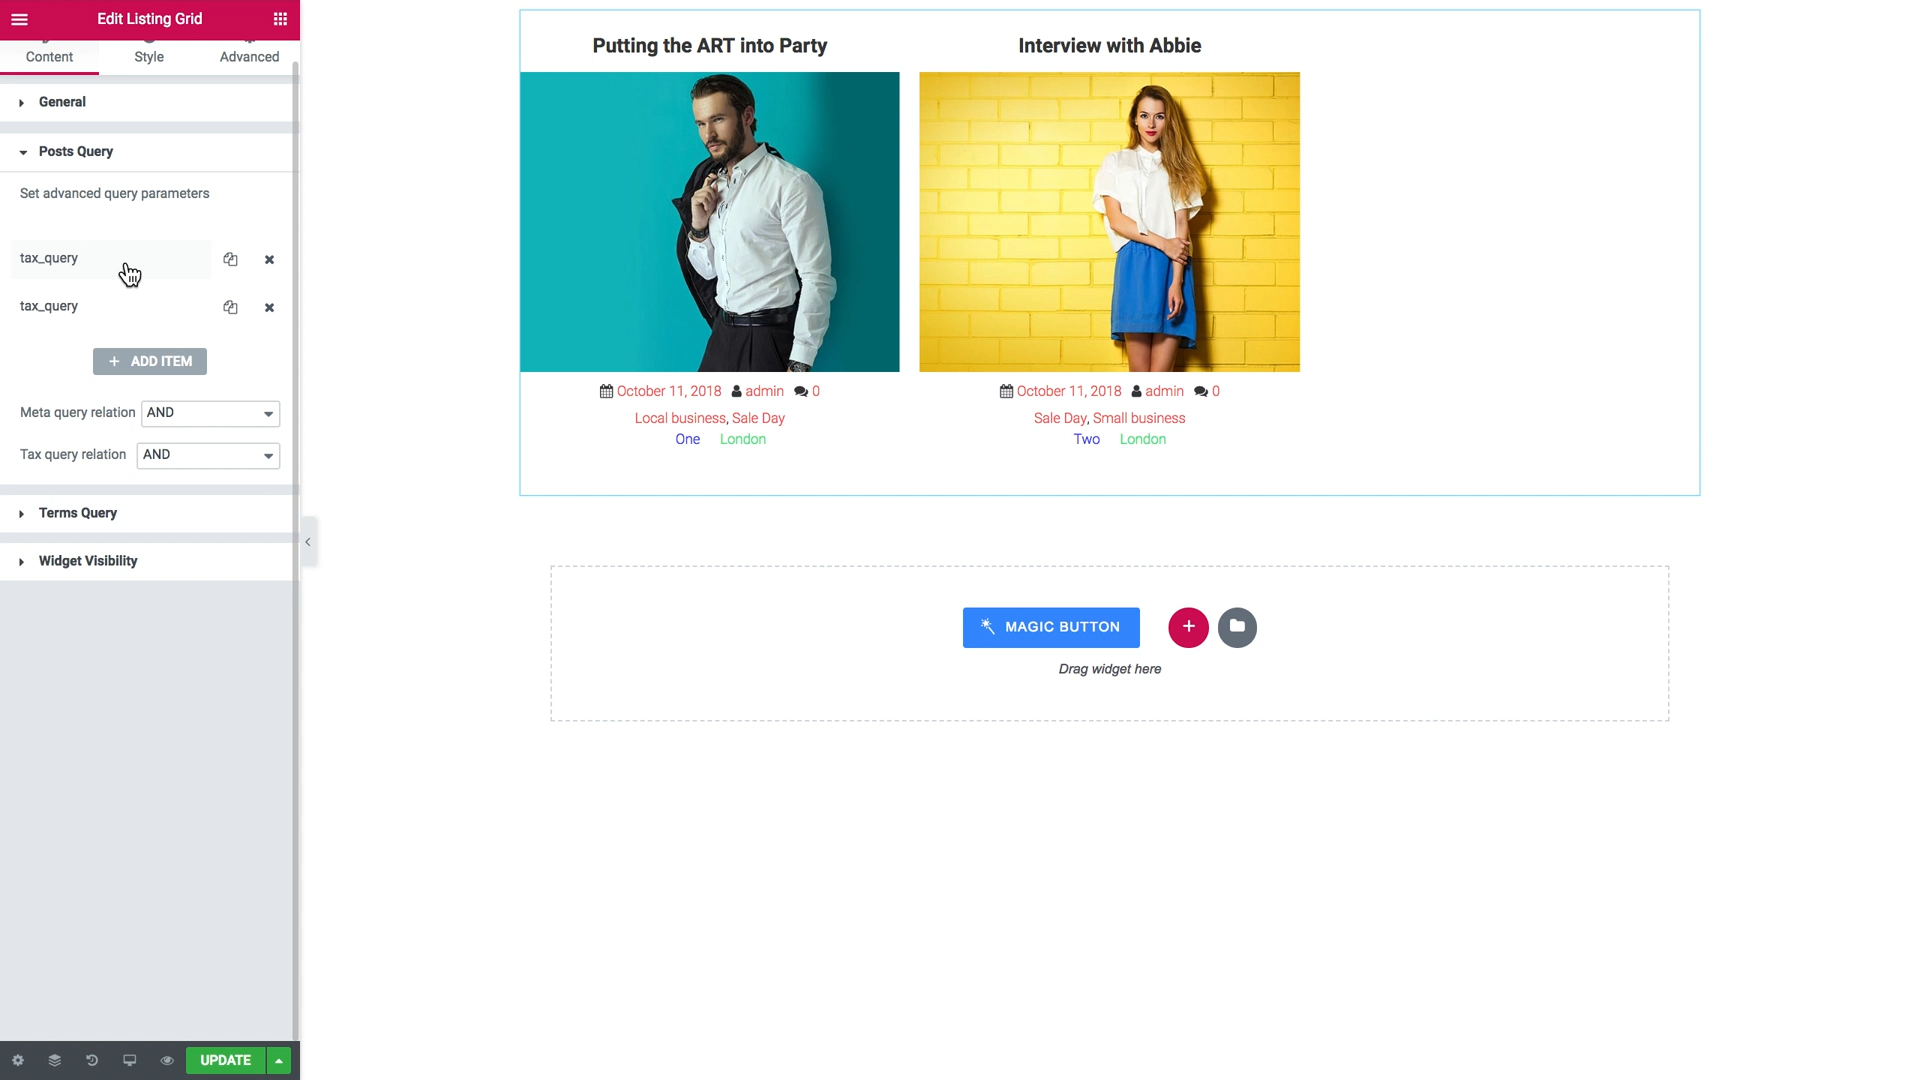 Edit Listing Grid
Content
Style
Advanced
General
Posts Query
Set advanced query parameters
tax_query
tax_query
ADD ITEM
Meta query relation AND
Tax query relation AND
Terms Query
Widget Visibility
UPDATE
Putting the ART into Party
October 11, 2018 admin 0
Local business, Sale Day
One London
Interview with Abbie
October 11, 2018 admin 0
Sale Day, Small business
Two London
MAGIC BUTTON
Drag widget here